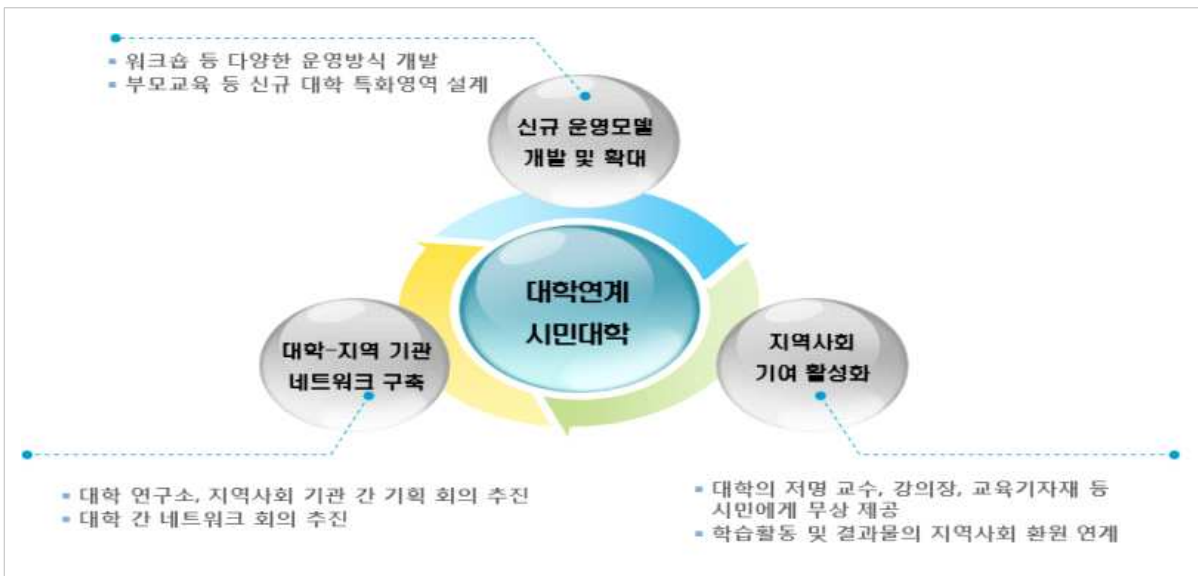 ▪ 워크숍 등 다양한 운영방식 개발
▪ 부모교육 등 신규 대학 특화영역 설계
신규 운영모델
개발 및 확대
대학연계
시민대학
대학-지역 기관
네트워크 구축
지역사회
기여 활성화
▪ 대학 연구소, 지역사회 기관 간 기획 회의 추진
▪ 대학 간 네트워크 회의 추진
▪ 대학의 저명 교수, 강의장, 교육기자재 등
시민에게 무상 제공
▪ 학습활동 및 결과물의 지역사회 환원 연계